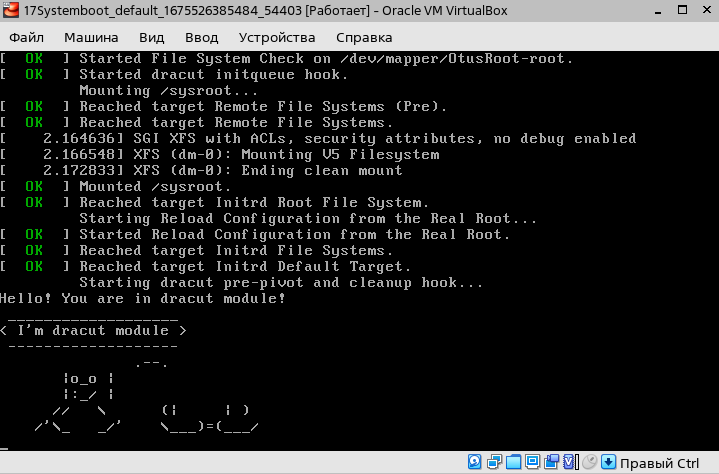 17Systemboot_default_1675526385484_54403 [Работает] - Oracle VM VirtualBox
Файл Машина Вид Ввод Устройства Справка
[  OK  ] Started File System Check on /dev/mapper/OtusRoot-root.
[  OK  ] Started dracut initqueue hook.
         Mounting /sysroot...
[  OK  ] Reached target Remote File Systems (Pre).
[  OK  ] Reached target Remote File Systems.
[    2.164636] SGI XFS with ACLs, security attributes, no debug enabled
[    2.166548] XFS (dm-0): Mounting V5 Filesystem
[    2.172833] XFS (dm-0): Ending clean mount
[  OK  ] Mounted /sysroot.
[  OK  ] Reached target Initrd Root File System.
         Starting Reload Configuration from the Real Root...
[  OK  ] Started Reload Configuration from the Real Root.
[  OK  ] Reached target Initrd File Systems.
[  OK  ] Reached target Initrd Default Target.
         Starting dracut pre-pivot and cleanup hook...
Hello! You are in dracut module!
 ___________________
< I'm dracut module >
 -------------------
               .--.
       |o_o |
       |:_/ |
      //   \      (|     | )
    /'\_   _/`    \___)=(___/
Правый Ctrl